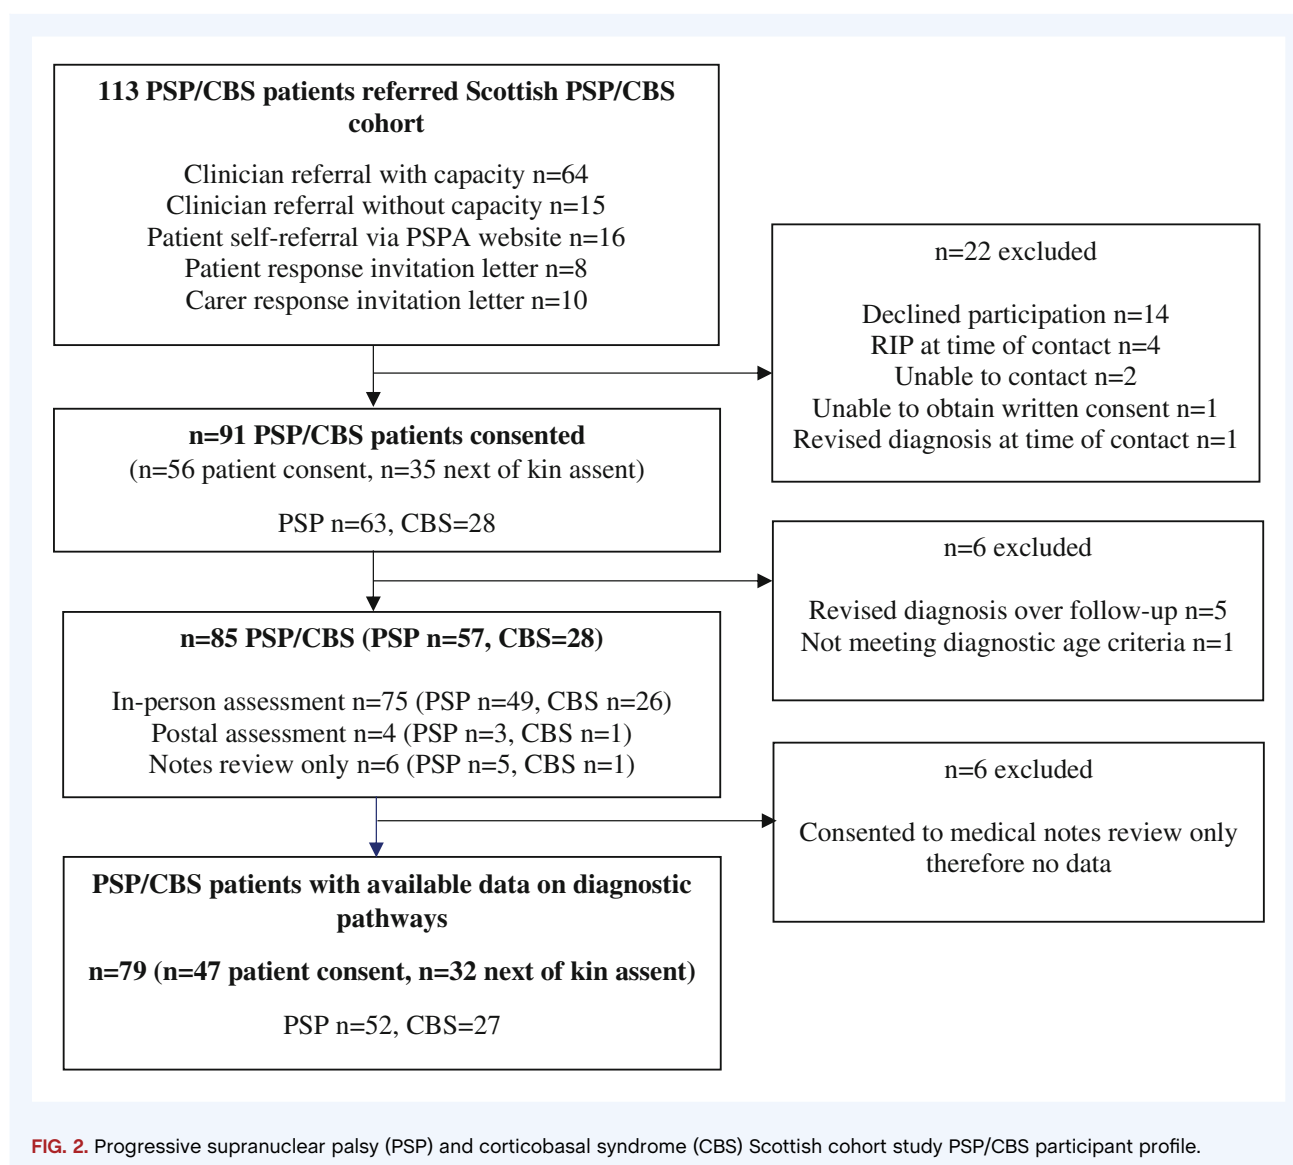 113 PSP/CBS patients referred Scottish PSP/CBS
cohort
Clinician referral with capacity n=64
Clinician referral without capacity n=15
Patient self-referral via PSPA website n=16
Patient response invitation letter n=8
Carer response invitation letter n=10
n=22 excluded
Declined participation n=14
RIP at time of contact n=4
Unable to contact n=2
Unable to obtain written consent n=1
Revised diagnosis at time of contact n=1
n=91 PSP/CBS patients consented
(n=56 patient consent, n=35 next of kin assent)
PSP n=63, CBS=28
n=6 excluded
Revised diagnosis over follow-up n=5
Not meeting diagnostic age criteria n=1
n=85 PSP/CBS (PSP n=57, CBS=28)
In-person assessment n=75 (PSP n=49, CBS n=26)
Postal assessment n=4 (PSP n=3, CBS n=1)
Notes review only n=6 (PSP n=5, CBS n=1)
n=6 excluded
Consented to medical notes review only
therefore no data
PSP/CBS patients with available data on diagnostic
pathways
n=79 (n=47 patient consent, n=32 next of kin assent)
PSP n=52, CBS=27
FIG. 2. Progressive supranuclear palsy (PSP) and corticobasal syndrome (CBS) Scottish cohort study PSP/CBS participant profile.